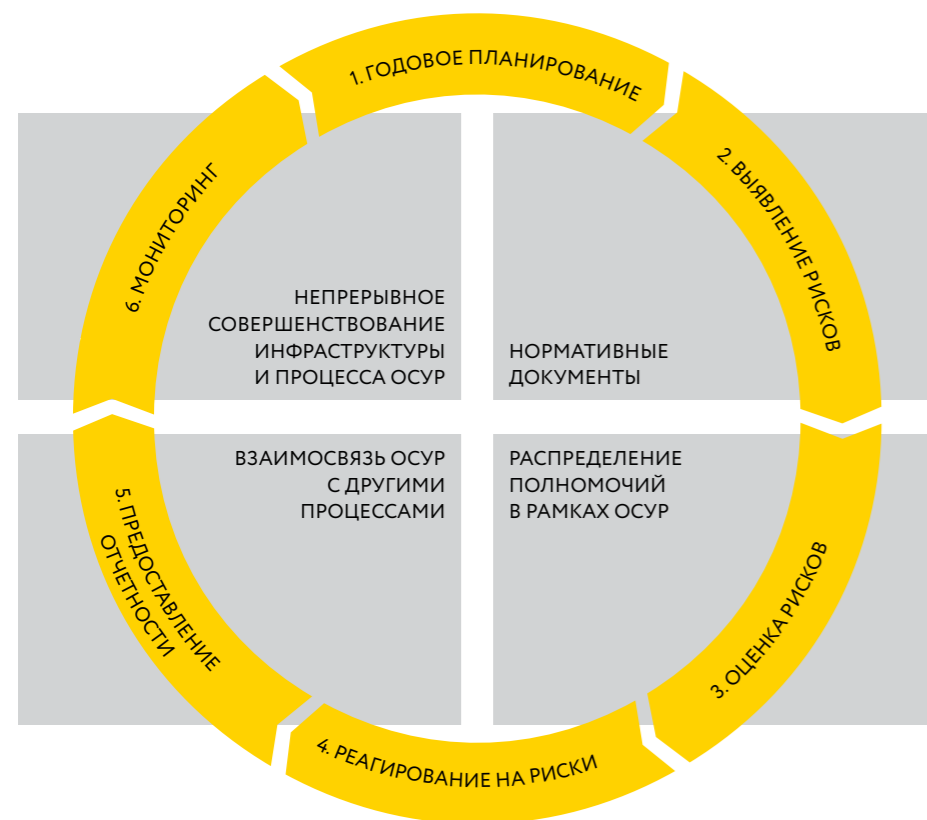 1. ГОДОВОЕ ПЛАНИРОВАНИЕ
2. ВЫЯВЛЕНИЕ РИСКОВ
3. ОЦЕНКА РИСКОВ
4. РЕАГИРОВАНИЕ НА РИСКИ
5. ПРЕДОСТАВЛЕНИЕ
ОТЧЕТНОСТИ
6. МОНИТОРИНГ
НЕПРЕРЫВНОЕ
СОВЕРШЕНСТВОВАНИЕ
ИНФРАСТРУКТУРЫ
И ПРОЦЕССА ОСУР
НОРМАТИВНЫЕ
ДОКУМЕНТЫ
ВЗАИМОСВЯЗЬ ОСУР
С ДРУГИМИ
ПРОЦЕССАМИ
РАСПРЕДЕЛЕНИЕ
ПОЛНОМОЧИЙ
В РАМКАХ ОСУР